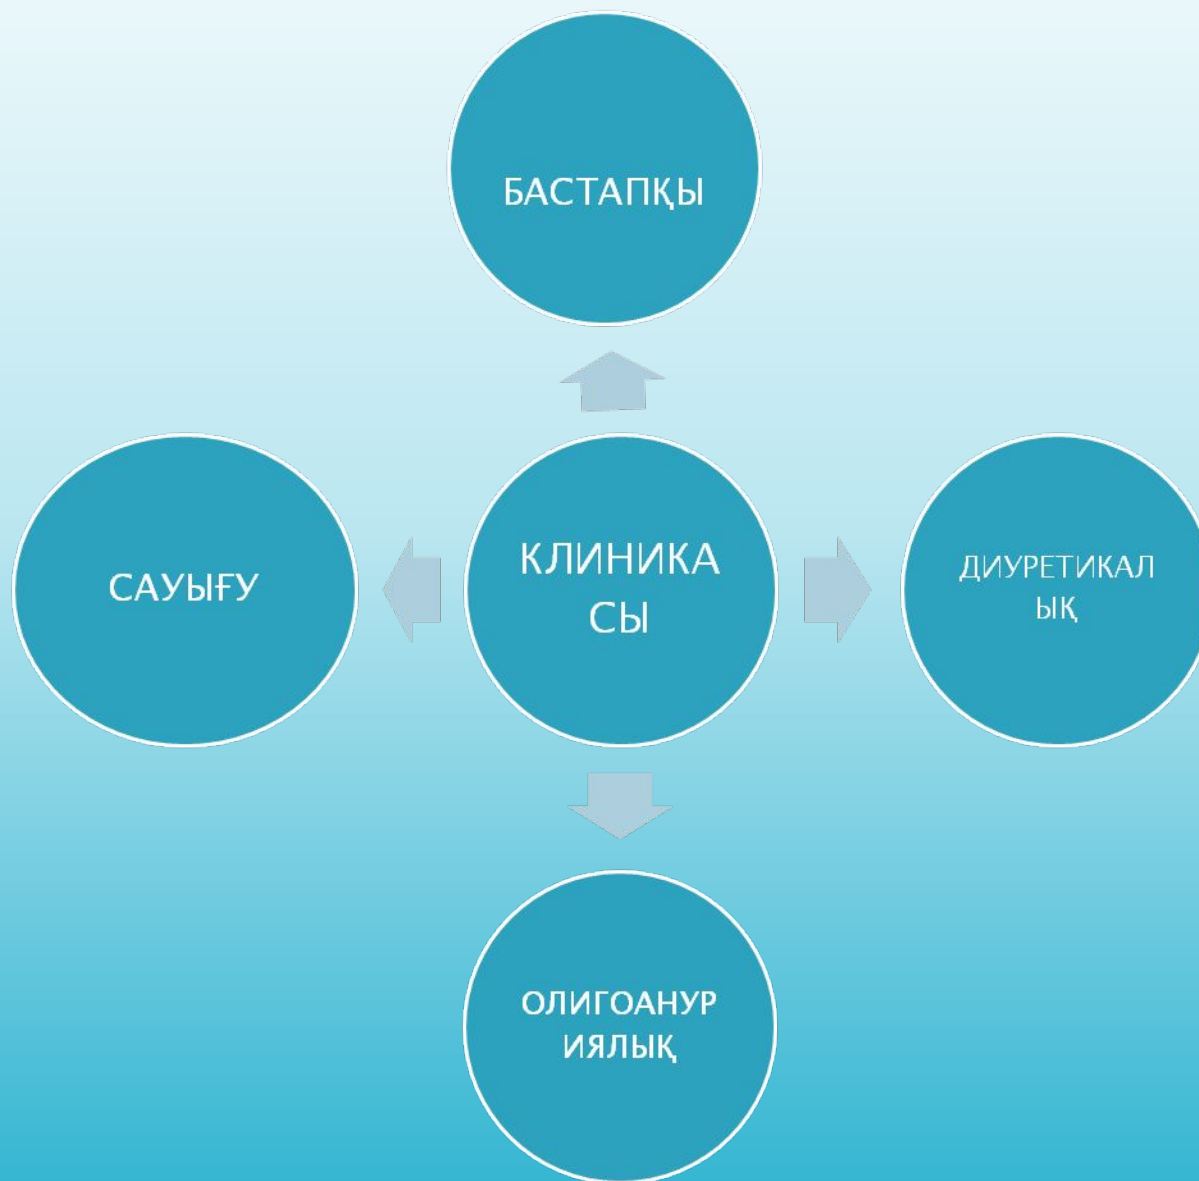 БАСТАПҚЫ
САУЫҒУ
КЛИНИКА
СЫ
ДИУРЕТИКАЛ
ЫҚ
ОЛИГОАНУР
ИЯЛЫҚ